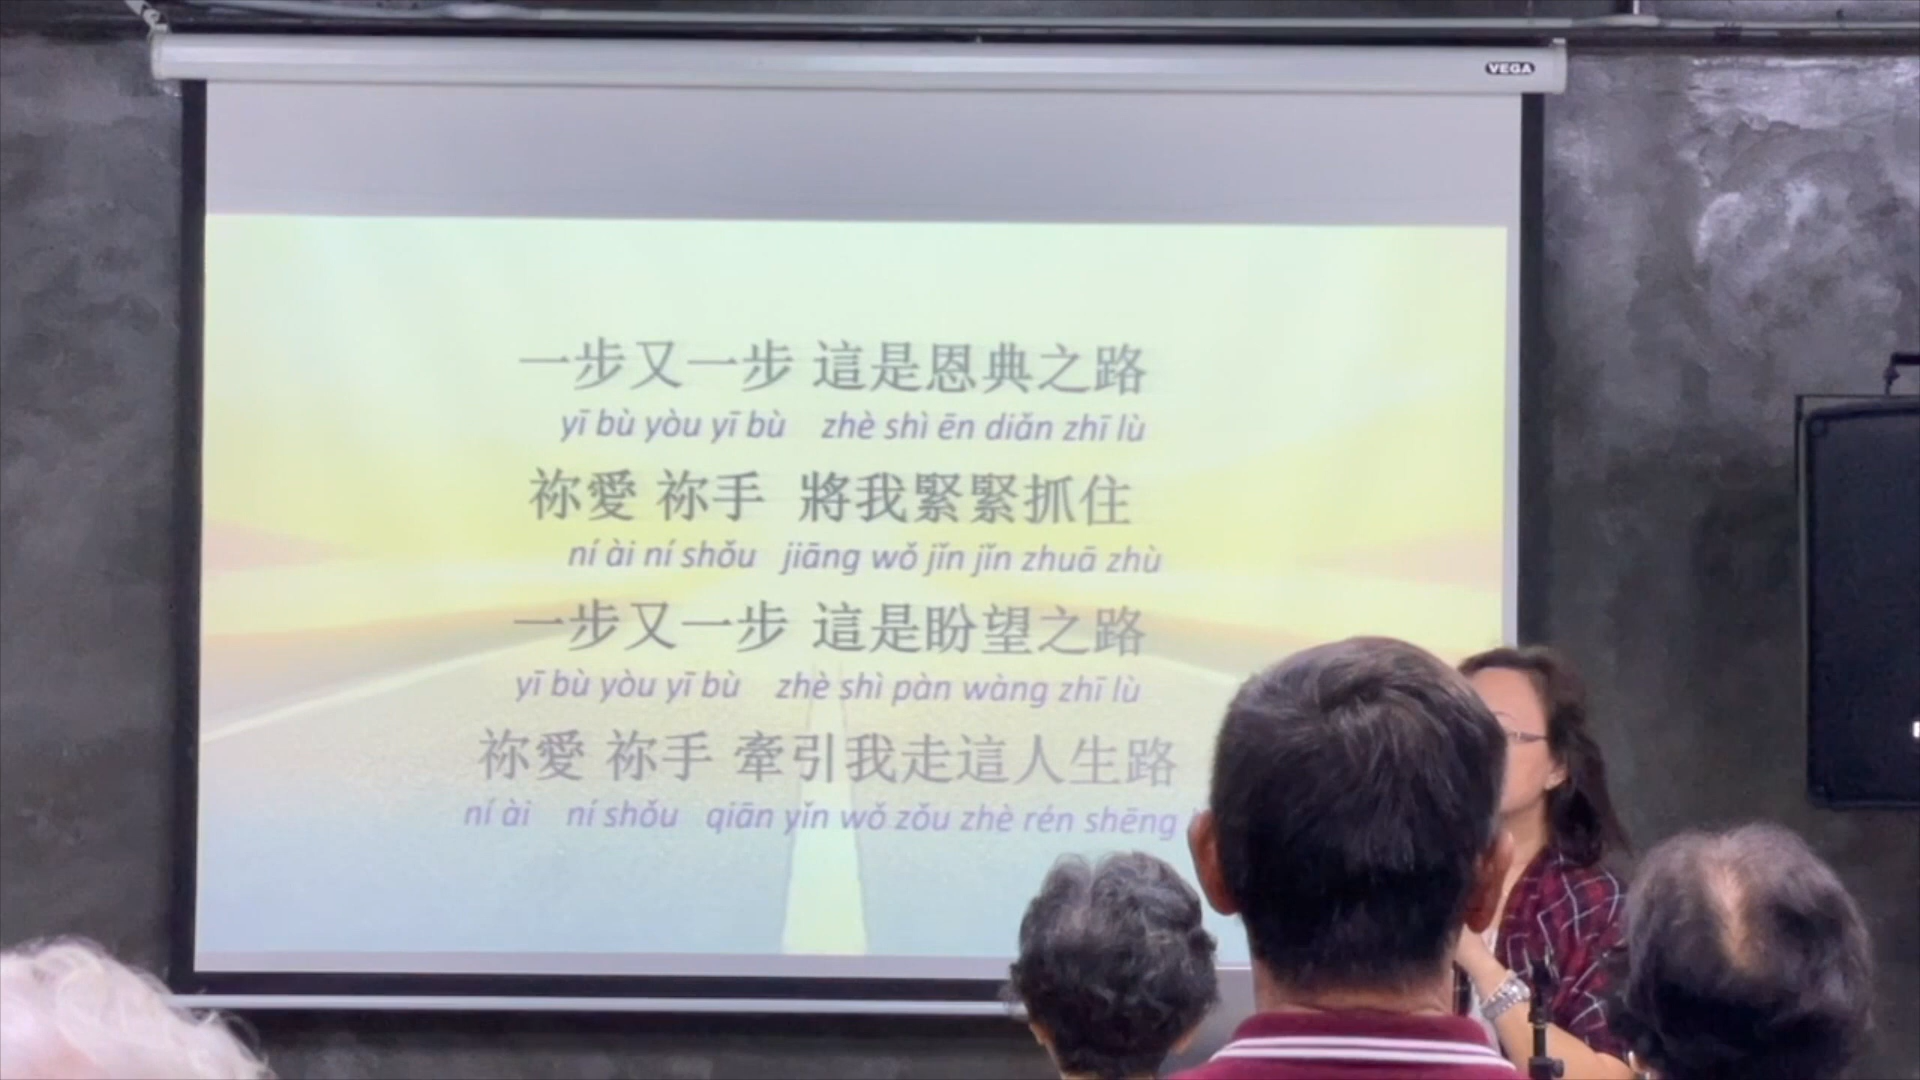 VEGA
一步又一步 這是恩典之路
yī bù yòu yī bù zhè shì ēn diǎn zhī lù
祢愛 祢手 將我緊緊抓住
ní ài ní shǒu jiāng wǒ jǐn jǐn zhuā zhù
一步又一步 這是盼望之路
yī bù yòu yī bù zhè shì pàn wàng zhī lù
祢愛 祢手 牽引我走這人生路
ní ài ní shǒu qiān yǐn wǒ zǒu zhè rén shēng